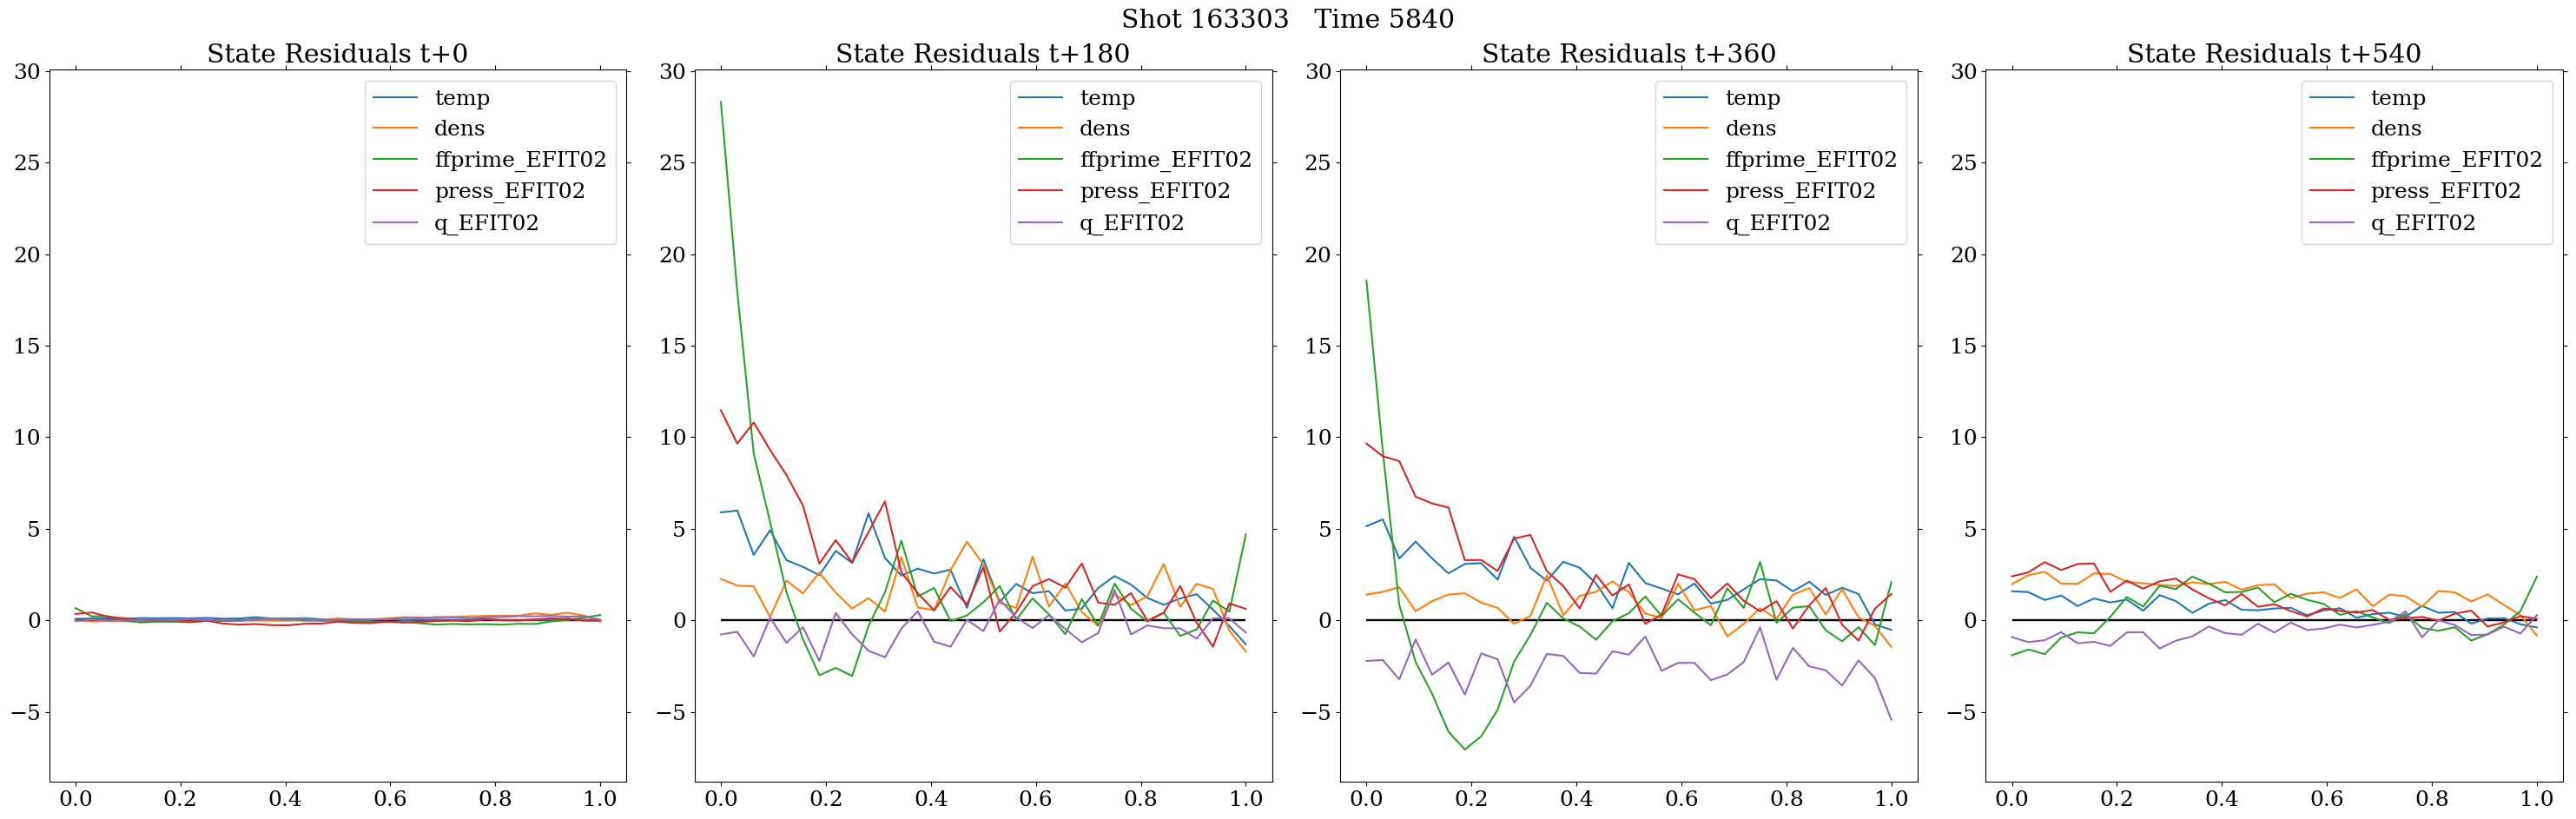 Shot 163303   Time 5840
State Residuals t+0
30
25
20
15
10
5
0
−5
0.0 0.2 0.4 0.6 0.8 1.0
temp
dens
ffprime_EFIT02
press_EFIT02
q_EFIT02
State Residuals t+180
30
25
20
15
10
5
0
−5
0.0 0.2 0.4 0.6 0.8 1.0
temp
dens
ffprime_EFIT02
press_EFIT02
q_EFIT02
State Residuals t+360
30
25
20
15
10
5
0
−5
0.0 0.2 0.4 0.6 0.8 1.0
temp
dens
ffprime_EFIT02
press_EFIT02
q_EFIT02
State Residuals t+540
30
25
20
15
10
5
0
−5
0.0 0.2 0.4 0.6 0.8 1.0
temp
dens
ffprime_EFIT02
press_EFIT02
q_EFIT02